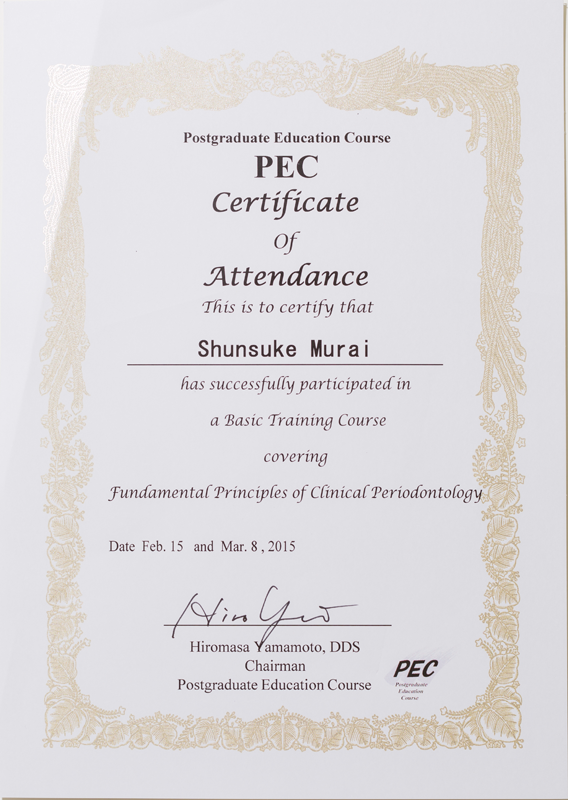 Postgraduate Education Course
PEC
Certificate
Of
Attendance
This is to certify that
Shunsuke Murai
has successfully participated in
a Basic Training Course
covering
Fundamental Principles of Clinical Periodontology
Date Feb. 15 and Mar. 8 , 2015
Hiromasa Yamamoto, DDS
Chairman
Postgraduate Education Course
PEC
Postgraduate
Education
Course